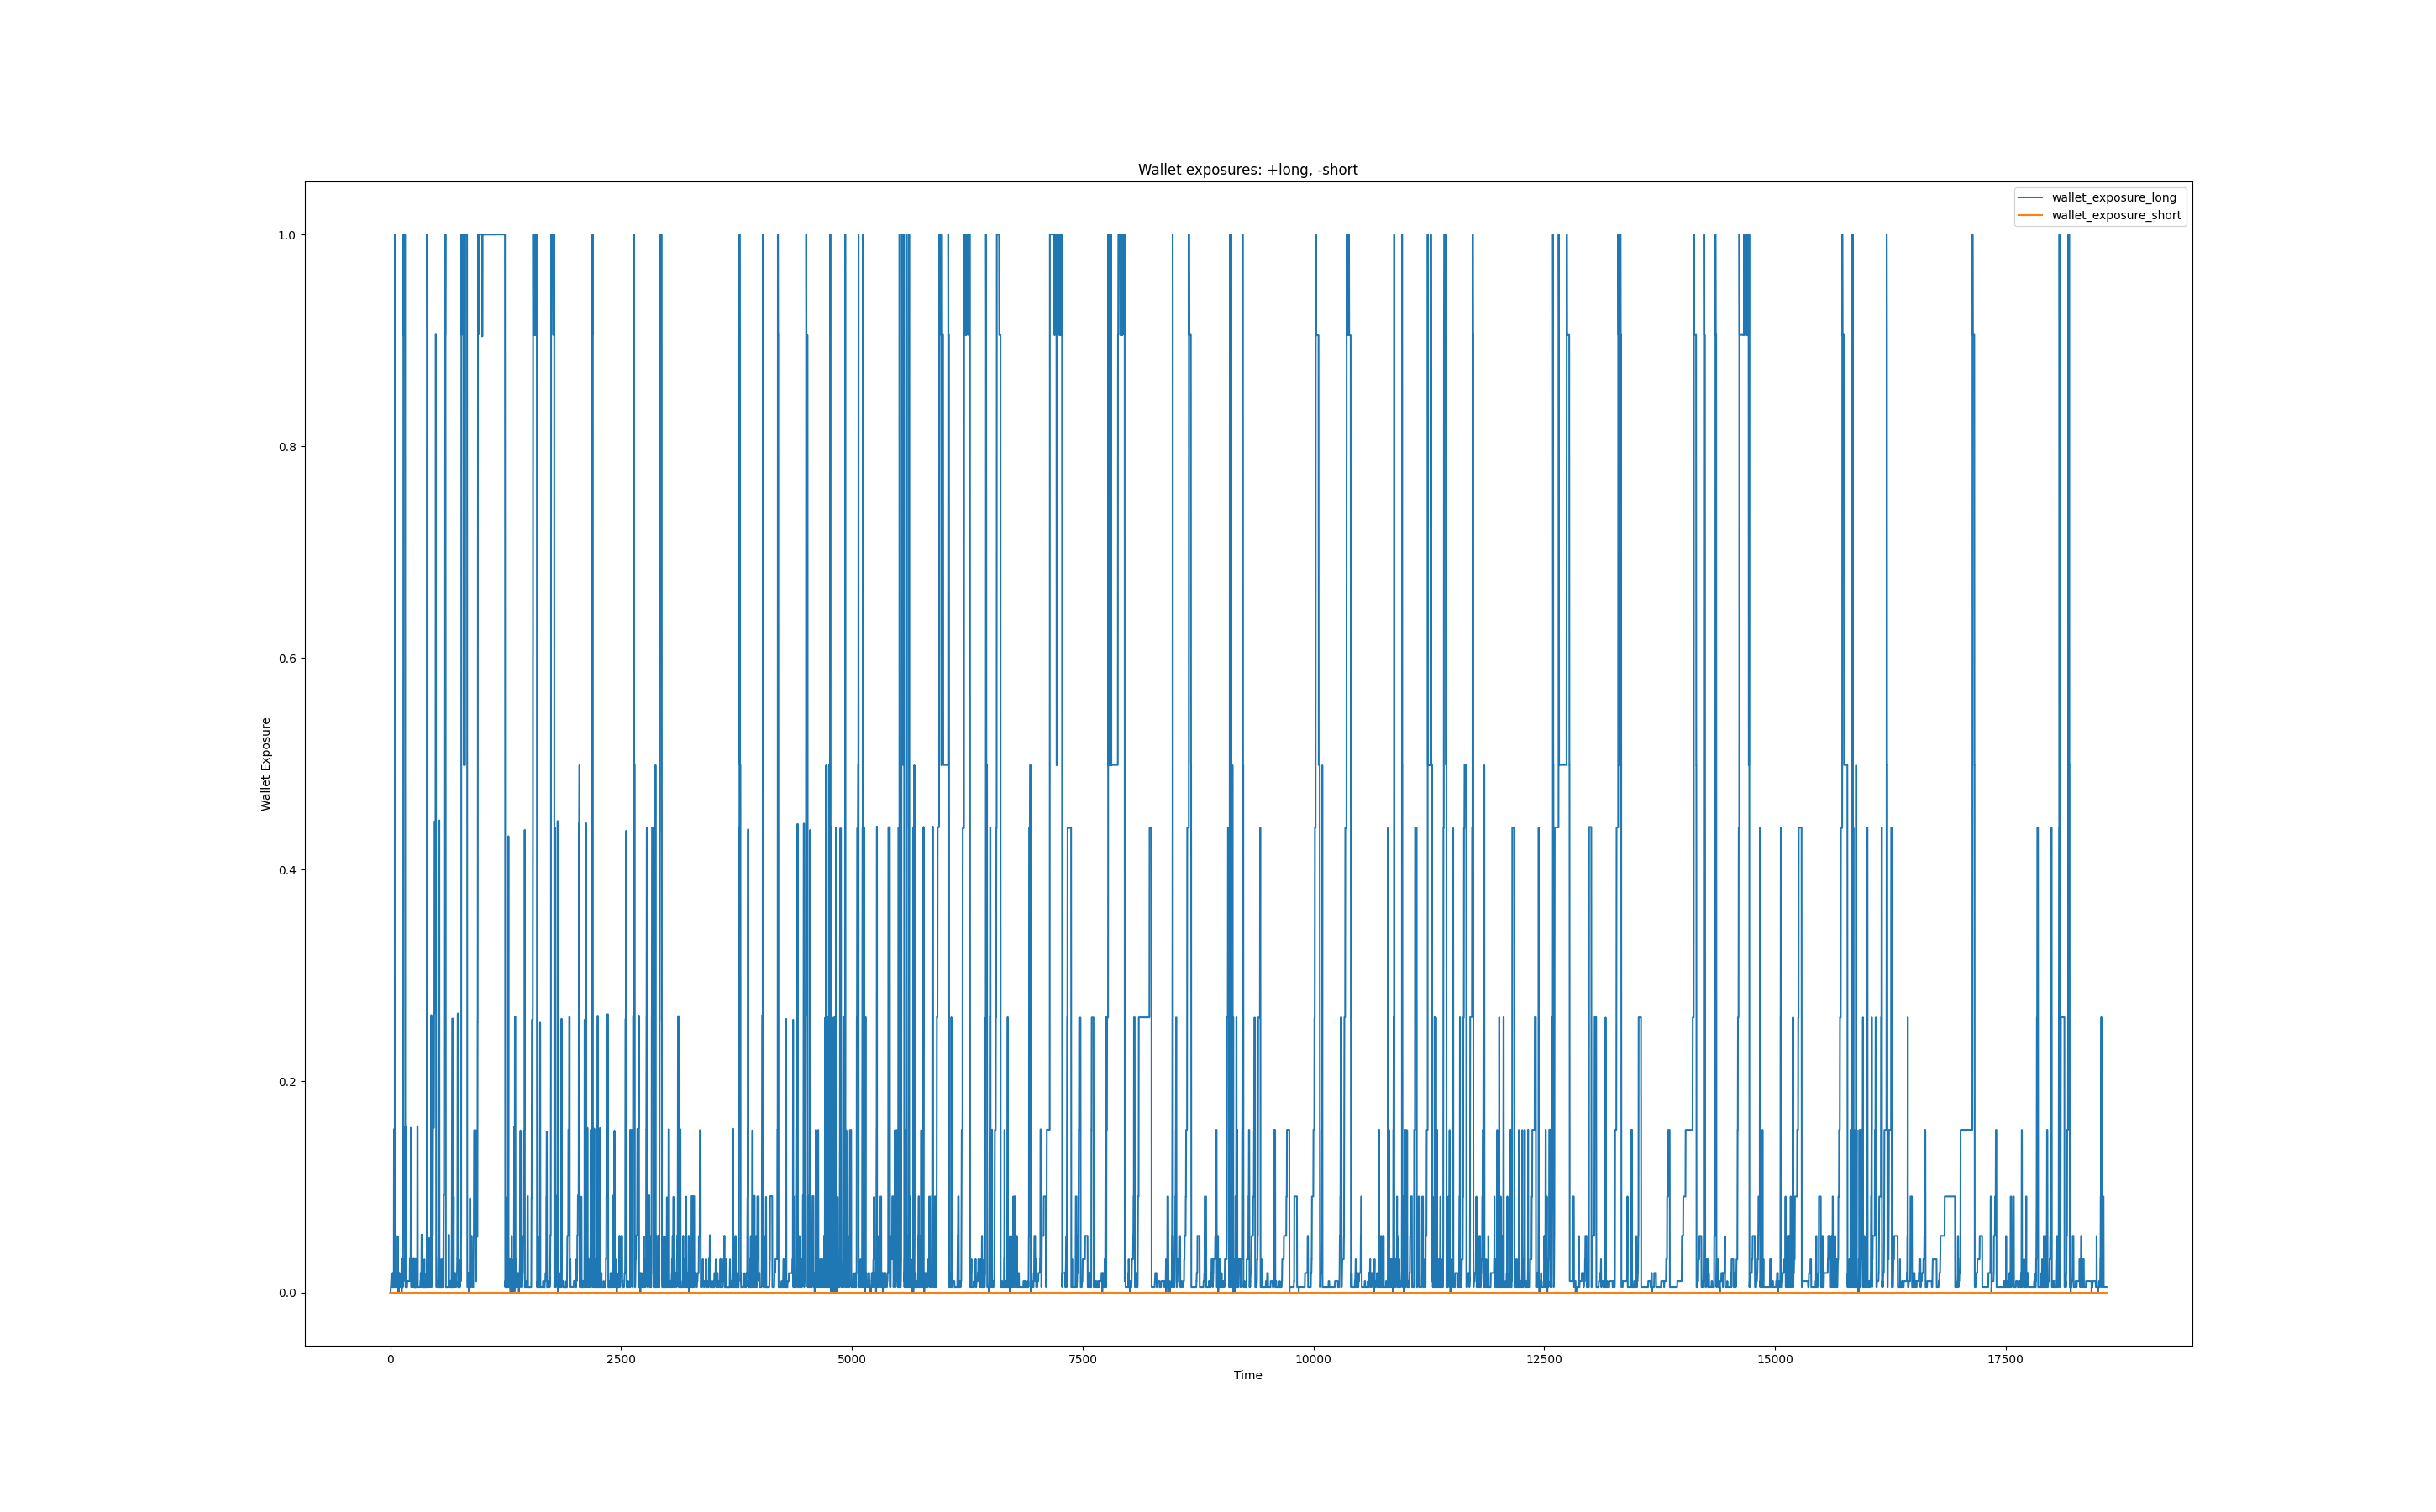 Wallet exposures: +long, -short
wallet_exposure_long
wallet_exposure_short
1.0
0.8
0.6
0.4
0.2
0.0
Wallet Exposure
0 2500 5000 7500 10000 12500 15000 17500
Time